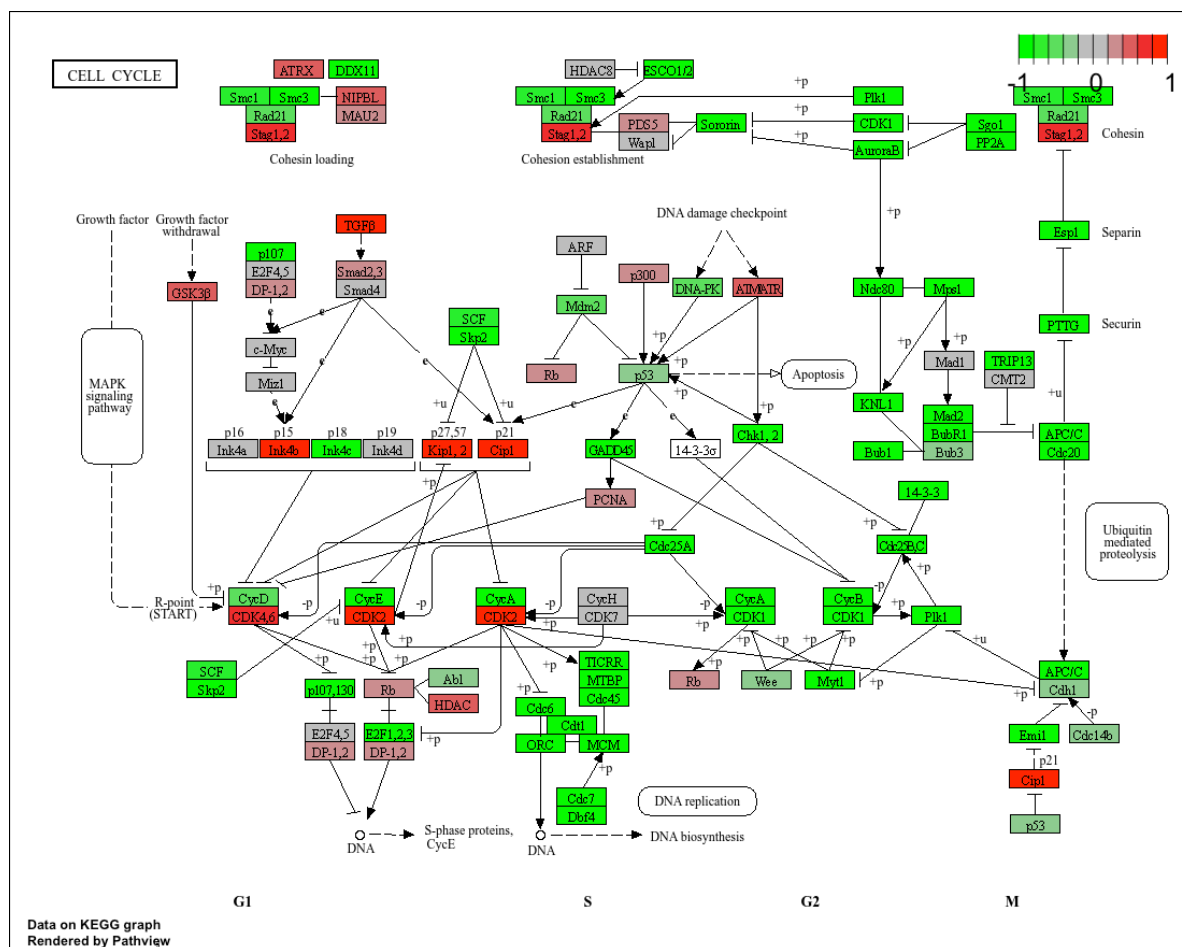 CELL CYCLE
ATRX
DDX11
Smc1
Smc3
NIPBL
Rad21
MAU2
Stag1,2
Cohesin loading
HDAC8
ESCO1/2
Smc1
Smc3
Rad21
Stag1,2
PDS5
Wapl
Sororin
Cohesion establishment
+p
Plk1
+p
CDK1
+p
AuroraB
Sgo1
PP2A
-1
0
1
Smc1
Smc3
Rad21
Stag1,2
Cohesin
Growth factor
Growth factor
withdrawal
GSK3β
MAPK
signaling
pathway
p107
E2F4,5
DP-1,2
TGFβ
Smad2,3
Smad4
e
e
e
c-Myc
Miz1
e
SCF
Skp2
+u
+u
DNA damage checkpoint
ARF
p300
DNA-PK
ATM/ATR
Mdm2
Rb
p53
+p
+p
+p
+p
Apoptosis
e
e
e
+p
Esp1
Separin
Ndc80
Mps1
+p
+p
Mad1
PTTG
Securin
TRIP13
CMT2
+u
KNL1
Mad2
BubR1
Bub1
Bub3
APC/C
Cdc20
p16
p15
p18
p19
p27,57
p21
Ink4a
Ink4b
Ink4c
Ink4d
Kip1, 2
Cip1
+p
GADD45
14-3-3σ
Chk1, 2
+p
PCNA
14-3-3
+p
+p
Cdc25A
Cdc25B,C
Ubiquitin
mediated
proteolysis
R-point
(START)
+p
CycD
CDK4,6
-p
CycE
CDK2
-p
CycA
CDK2
-p
+p
CycH
CDK7
-p
+p
CycA
CDK1
CycB
CDK1
-p
+p
+p
Plk1
+u
+u
SCF
Skp2
+p
+p
+p
+p
p107,130
Rb
Abl
HDAC
E2F4,5
DP-1,2
E2F1,2,3
DP-1,2
+p
+p
+p
TICRR
MTBP
Cdc45
Cdc6
Cdt1
ORC
MCM
+p
Cdc7
Dbf4
+p
Rb
+p
+p
Wee
Myt1
+p
+p
APC/C
Cdh1
-p
Emi1
Cdc14b
p21
Cip1
p53
DNA
S-phase proteins,
CycE
DNA
DNA replication
DNA biosynthesis
G1
S
G2
M
Data on KEGG graph
Rendered by Pathview